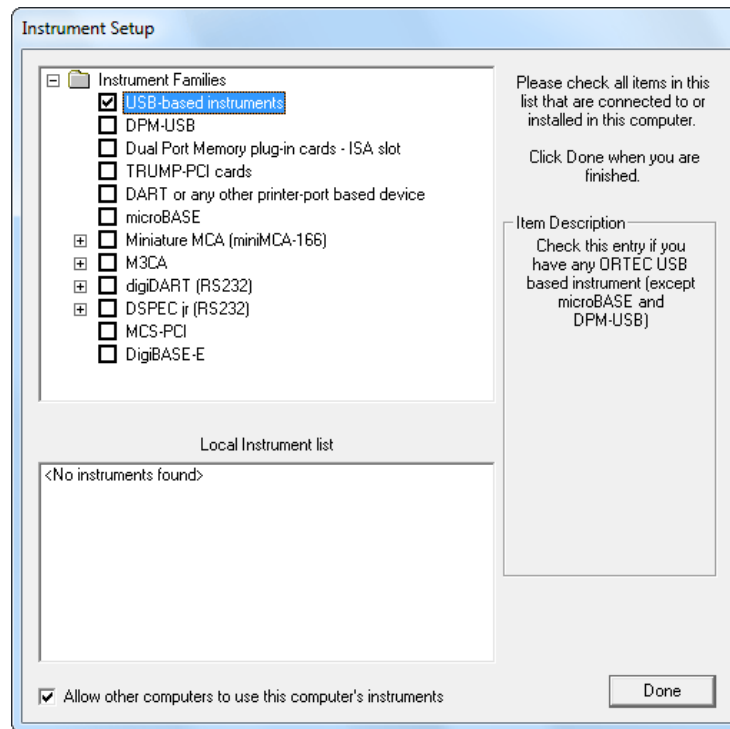 Instrument Setup
Instrument Families
USB-based instruments
DPM-USB
Dual Port Memory plug-in cards - ISA slot
TRUMP-PCI cards
DART or any other printer-port based device
microBASE
Miniature MCA (miniMCA-166)
M3CA
digiDART (RS232)
DSPEC jr (RS232)
MCS-PCI
DigiBASE-E
Please check all items in this
list that are connected to or
installed in this computer.
Click Done when you are
finished.
Item Description
Check this entry if you
have any ORTEC USB
based instrument (except
microBASE and
DPM-USB)
Local Instrument list
<No instruments found>
Allow other computers to use this computer's instruments
Done